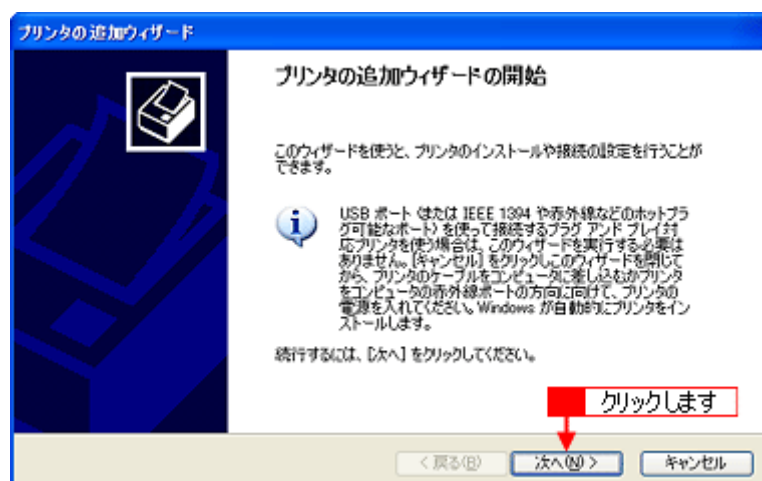 プリンタの追加ウィザード
プリンタの追加ウィザードの開始
このウィザードを使うと、プリンタのインストールや接続の設定を行うことが
できます。
USB ポート (または IEEE 1394 や赤外線などのホットプラ
グ可能なポート) を使って接続するプラグ アンド プレイ対
応プリンタを使う場合は、このウィザードを実行する必要は
ありません。[キャンセル] をクリックしこのウィザードを閉じて
から、プリンタのケーブルをコンピュータに差し込むかプリンタ
をコンピュータの赤外線ポートの方向に向けて、プリンタの
電源を入れてください。Windows が自動的にプリンタをイン
ストールします。
続行するには、[次へ] をクリックしてください。
クリックします
< 戻る(B)
次へ(N) >
キャンセル